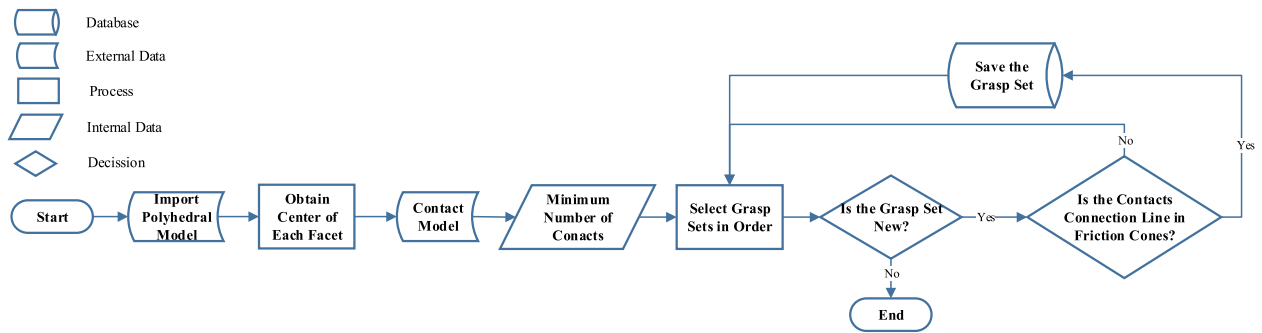 Database
External Data
Process
Internal Data
Decission
Start
Import
Polyhedral
Model
Obtain
Center of
Each Facet
Contact
Model
Minimum
Number of
Conacts
Select Grasp
Sets in Order
Is the Grasp Set
New?
Yes
No
End
Is the Contacts
Connection Line in
Friction Cones?
No
Yes
Save the
Grasp Set